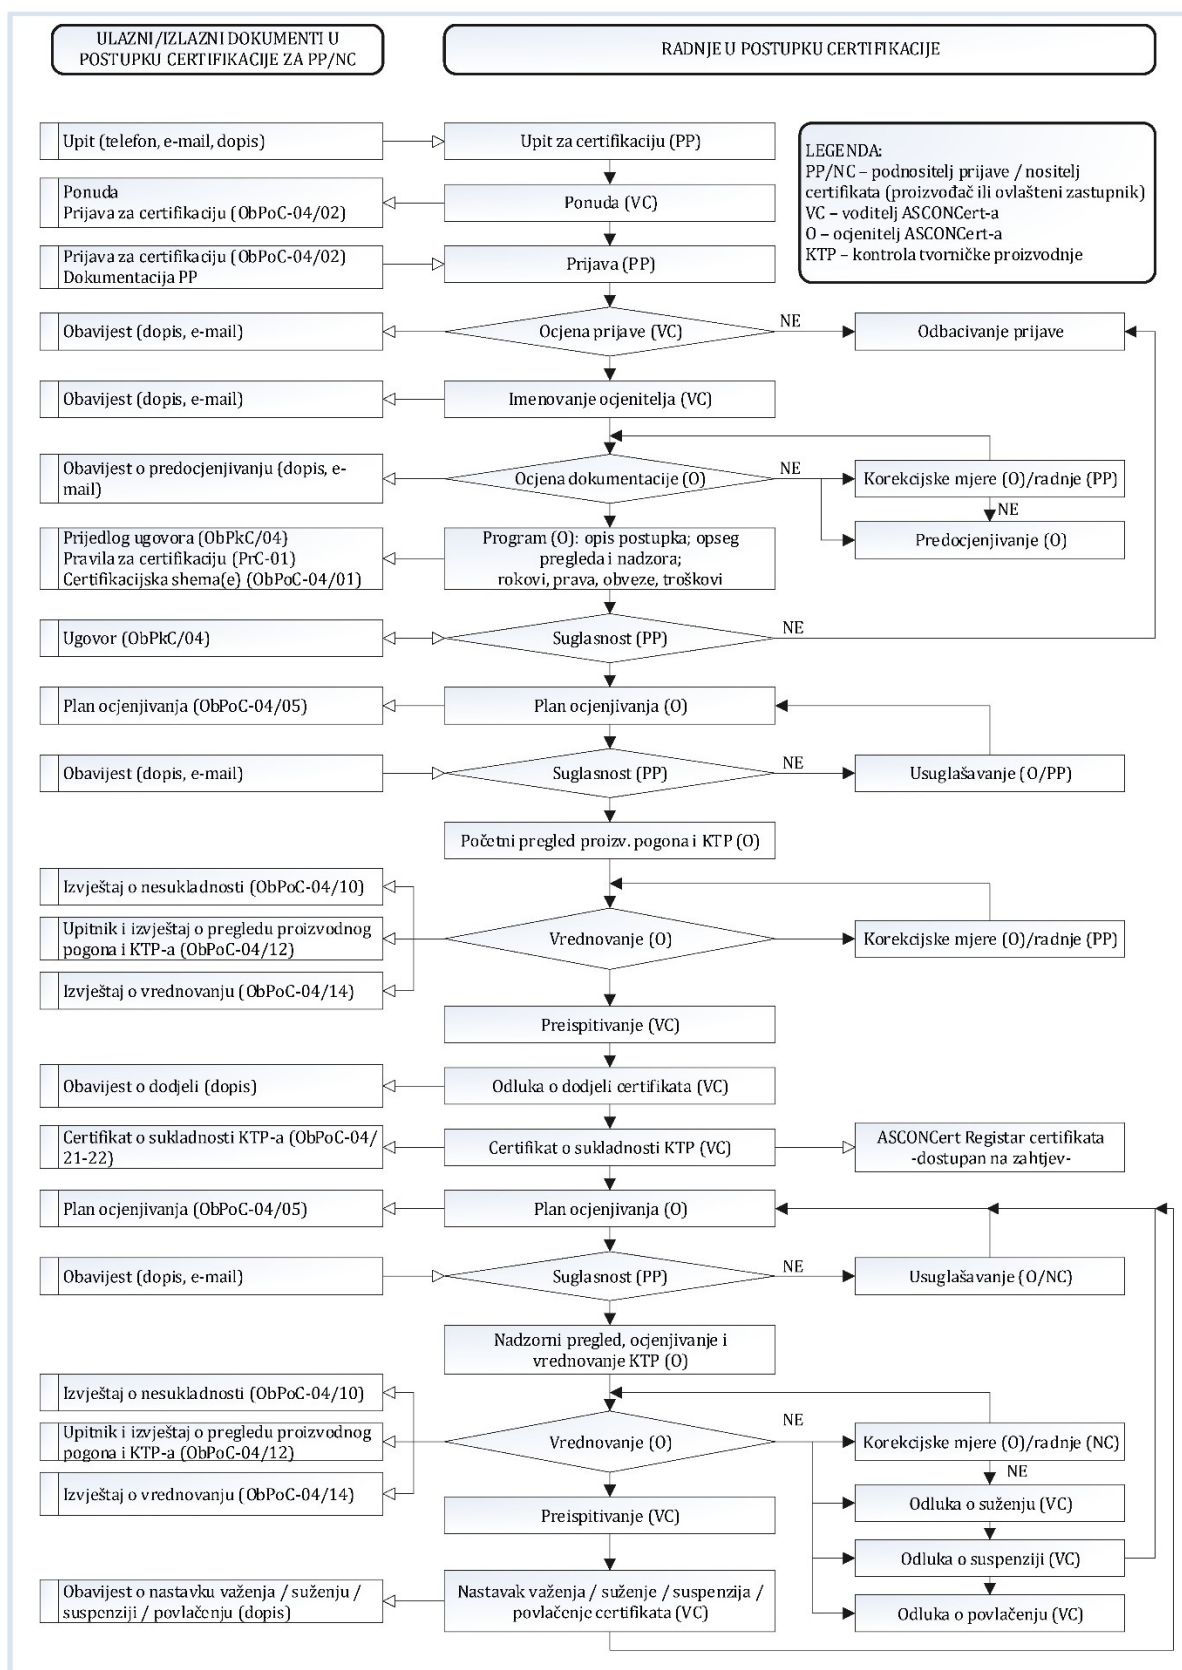 ULAZNI/IZLAZNI DOKUMENTI U
POSTUPKU CERTIFIKACIJE ZA PP/NC
RADNJE U POSTUPKU CERTIFIKACIJE
LEGENDA:
PP/NC – podnositelj prijave / nositelj
certifikata (proizvođač ili ovlašteni zastupnik)
VC – voditelj ASCONCert-a
O – ocjenitelj ASCONCert-a
KTP – kontrola tvorničke proizvodnje
Upit (telefon, e-mail, dopis)
Upit za certifikaciju (PP)
Ponuda
Prijava za certifikaciju (ObPoC-04/02)
Ponuda (VC)
Prijava za certifikaciju (ObPoC-04/02)
Dokumentacija PP
Prijava (PP)
Obavijest (dopis, e-mail)
Ocjena prijave (VC)
NE
Odbacivanje prijave
Obavijest (dopis, e-mail)
Imenovanje ocjenitelja (VC)
Obavijest o predocjenjivanju (dopis, e-
mail)
Ocjena dokumentacije (O)
NE
Korekcijske mjere (O)/radnje (PP)
NE
Predocjenjivanje (O)
Prijedlog ugovora (ObPkC/04)
Pravila za certifikaciju (PrC-01)
Certifikacijska shema(e) (ObPoC-04/01)
Program (O): opis postupka; opseg
pregleda i nadzora;
rokovi, prava, obveze, troškovi
Ugovor (ObPkC/04)
Suglasnost (PP)
NE
Plan ocjenjivanja (ObPoC-04/05)
Plan ocjenjivanja (O)
Obavijest (dopis, e-mail)
Suglasnost (PP)
NE
Usuglašavanje (O/PP)
Početni pregled proizv. pogona i KTP (O)
Izvještaj o nesukladnosti (ObPoC-04/10)
Upitnik i izvještaj o pregledu proizvodnog
pogona i KTP-a (ObPoC-04/12)
Vrednovanje (O)
Korekcijske mjere (O)/radnje (PP)
Izvještaj o vrednovanju (ObPoC-04/14)
Preispitivanje (VC)
Obavijest o dodjeli (dopis)
Odluka o dodjeli certifikata (VC)
Certifikat o sukladnosti KTP-a (ObPoC-04/
21-22)
Certifikat o sukladnosti KTP (VC)
ASCONCert Registar certifikata
-dostupan na zahtjev-
Plan ocjenjivanja (ObPoC-04/05)
Plan ocjenjivanja (O)
Obavijest (dopis, e-mail)
Suglasnost (PP)
NE
Usuglašavanje (O/NC)
Nadzorni pregled, ocjenjivanje i
vrednovanje KTP (O)
Izvještaj o nesukladnosti (ObPoC-04/10)
Upitnik i izvještaj o pregledu proizvodnog
pogona i KTP-a (ObPoC-04/12)
Vrednovanje (O)
NE
Korekcijske mjere (O)/radnje (NC)
NE
Izvještaj o vrednovanju (ObPoC-04/14)
Odluka o suženju (VC)
Preispitivanje (VC)
Odluka o suspenziji (VC)
Obavijest o nastavku važenja / suženju /
suspenziji / povlačenju (dopis)
Nastavak važenja / suženje / suspenzija /
povlačenje certifikata (VC)
Odluka o povlačenju (VC)